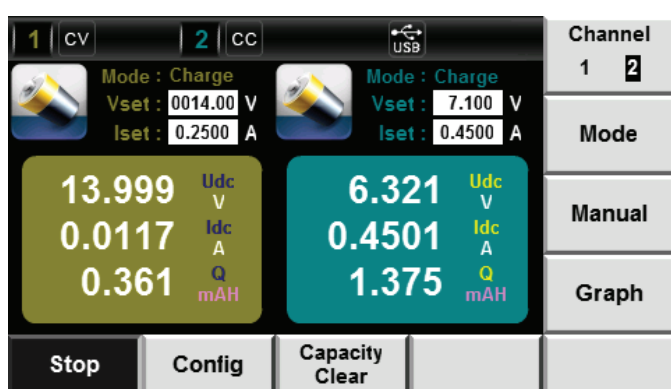 1 CV 2 CC USB
Channel
1 2
Mode : Charge
Vset : 0014.00 V
Iset : 0.2500 A
Mode : Charge
Vset : 7.100 V
Iset : 0.4500 A
Mode
Manual
Graph
13.999 Udc V
0.0117 Idc A
0.361 Q mAH
6.321 Udc V
0.4501 Idc A
1.375 Q mAH
Stop
Config
Capacity
Clear